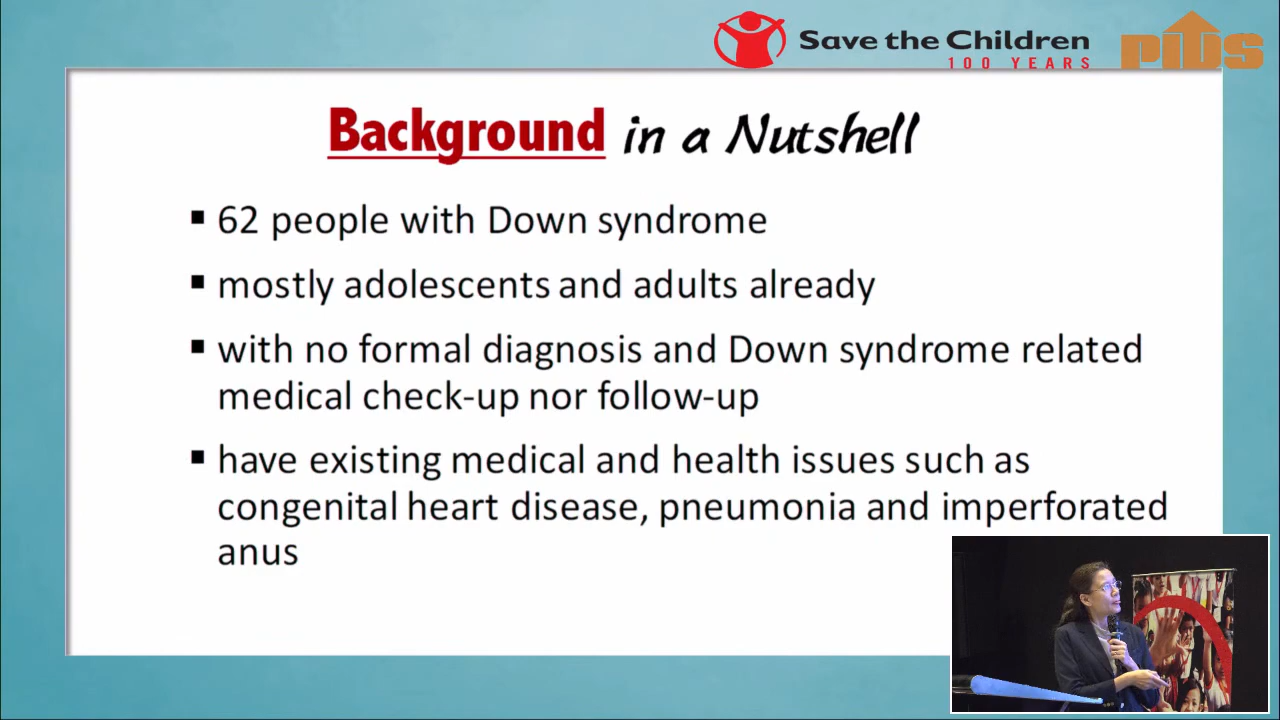 Save the Children
100 YEARS
PIDS
Background in a Nutshell
▪ 62 people with Down syndrome
▪ mostly adolescents and adults already
▪ with no formal diagnosis and Down syndrome related
medical check-up nor follow-up
▪ have existing medical and health issues such as
congenital heart disease, pneumonia and imperforated
anus